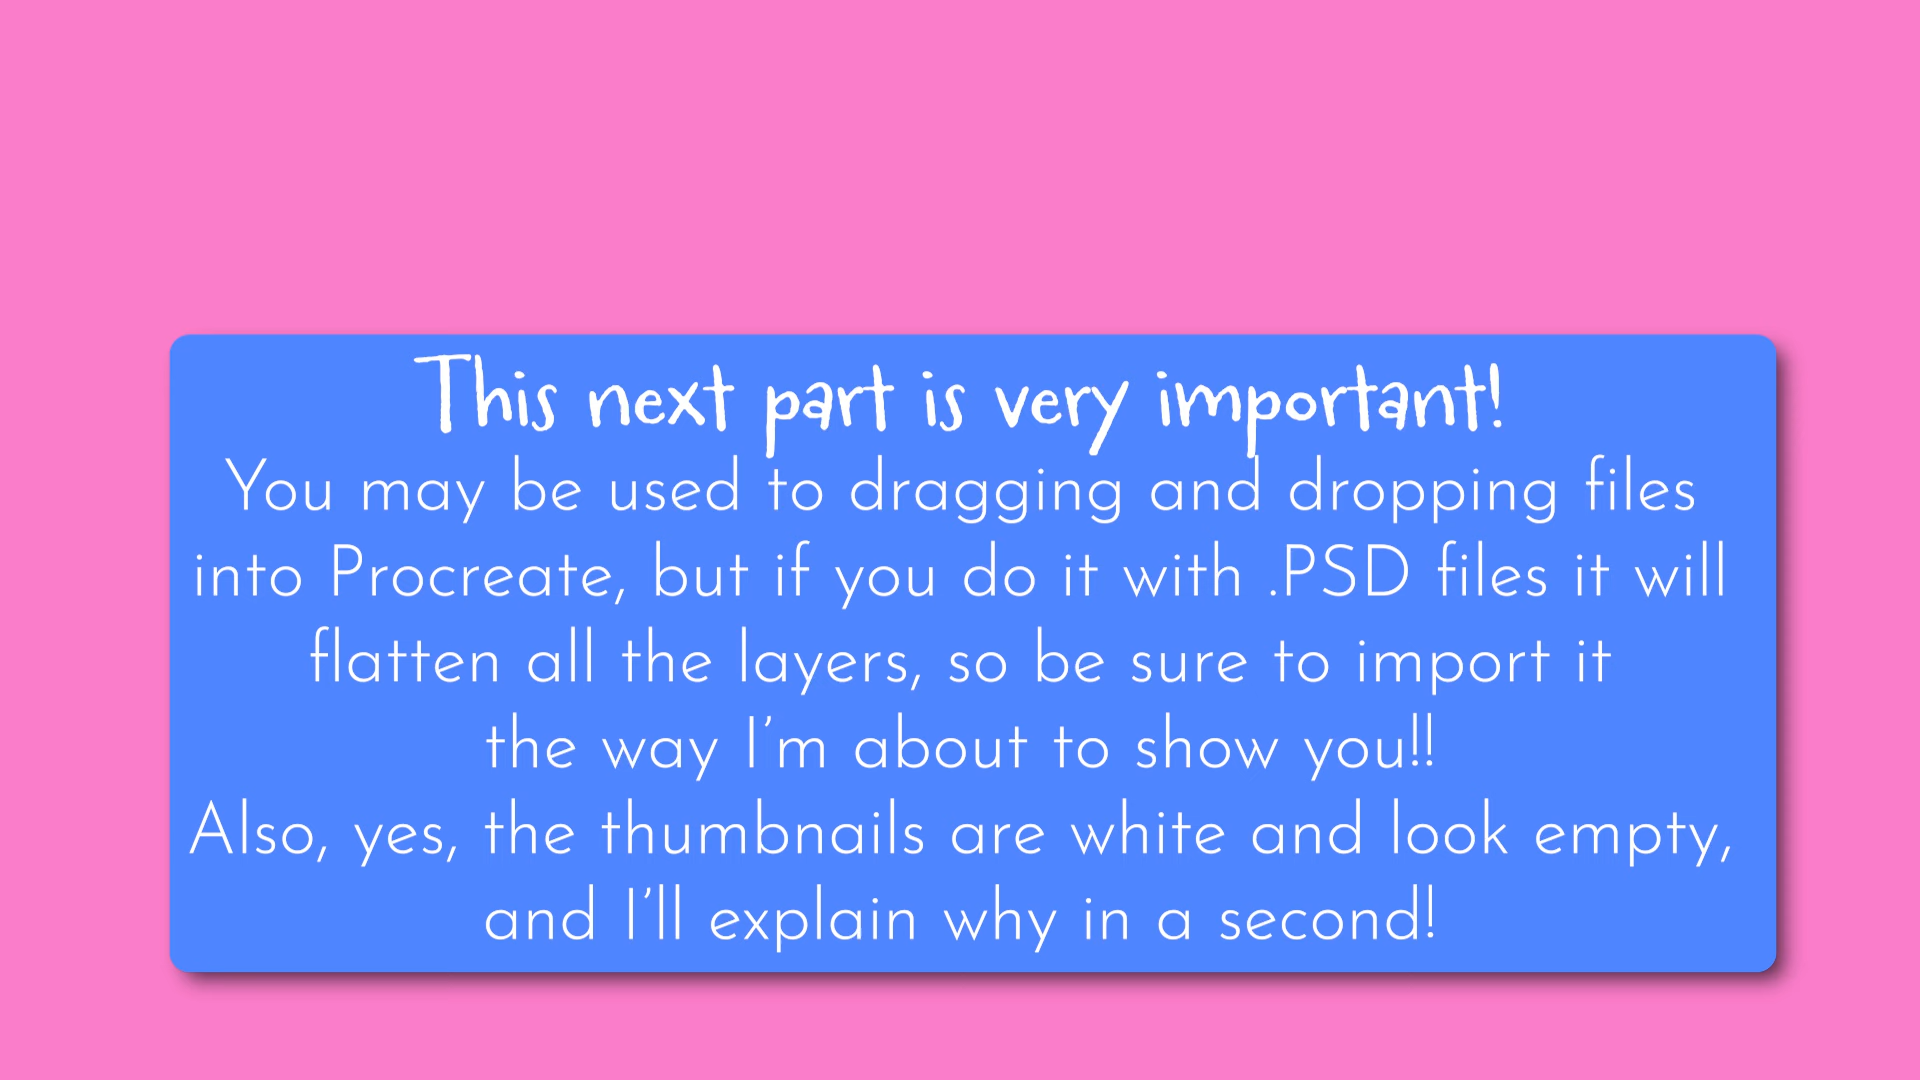 This next part is very important!
You may be used to dragging and dropping files
into Procreate, but if you do it with .PSD files it will
flatten all the layers, so be sure to import it
the way I’m about to show you!!
Also, yes, the thumbnails are white and look empty,
and I’ll explain why in a second!